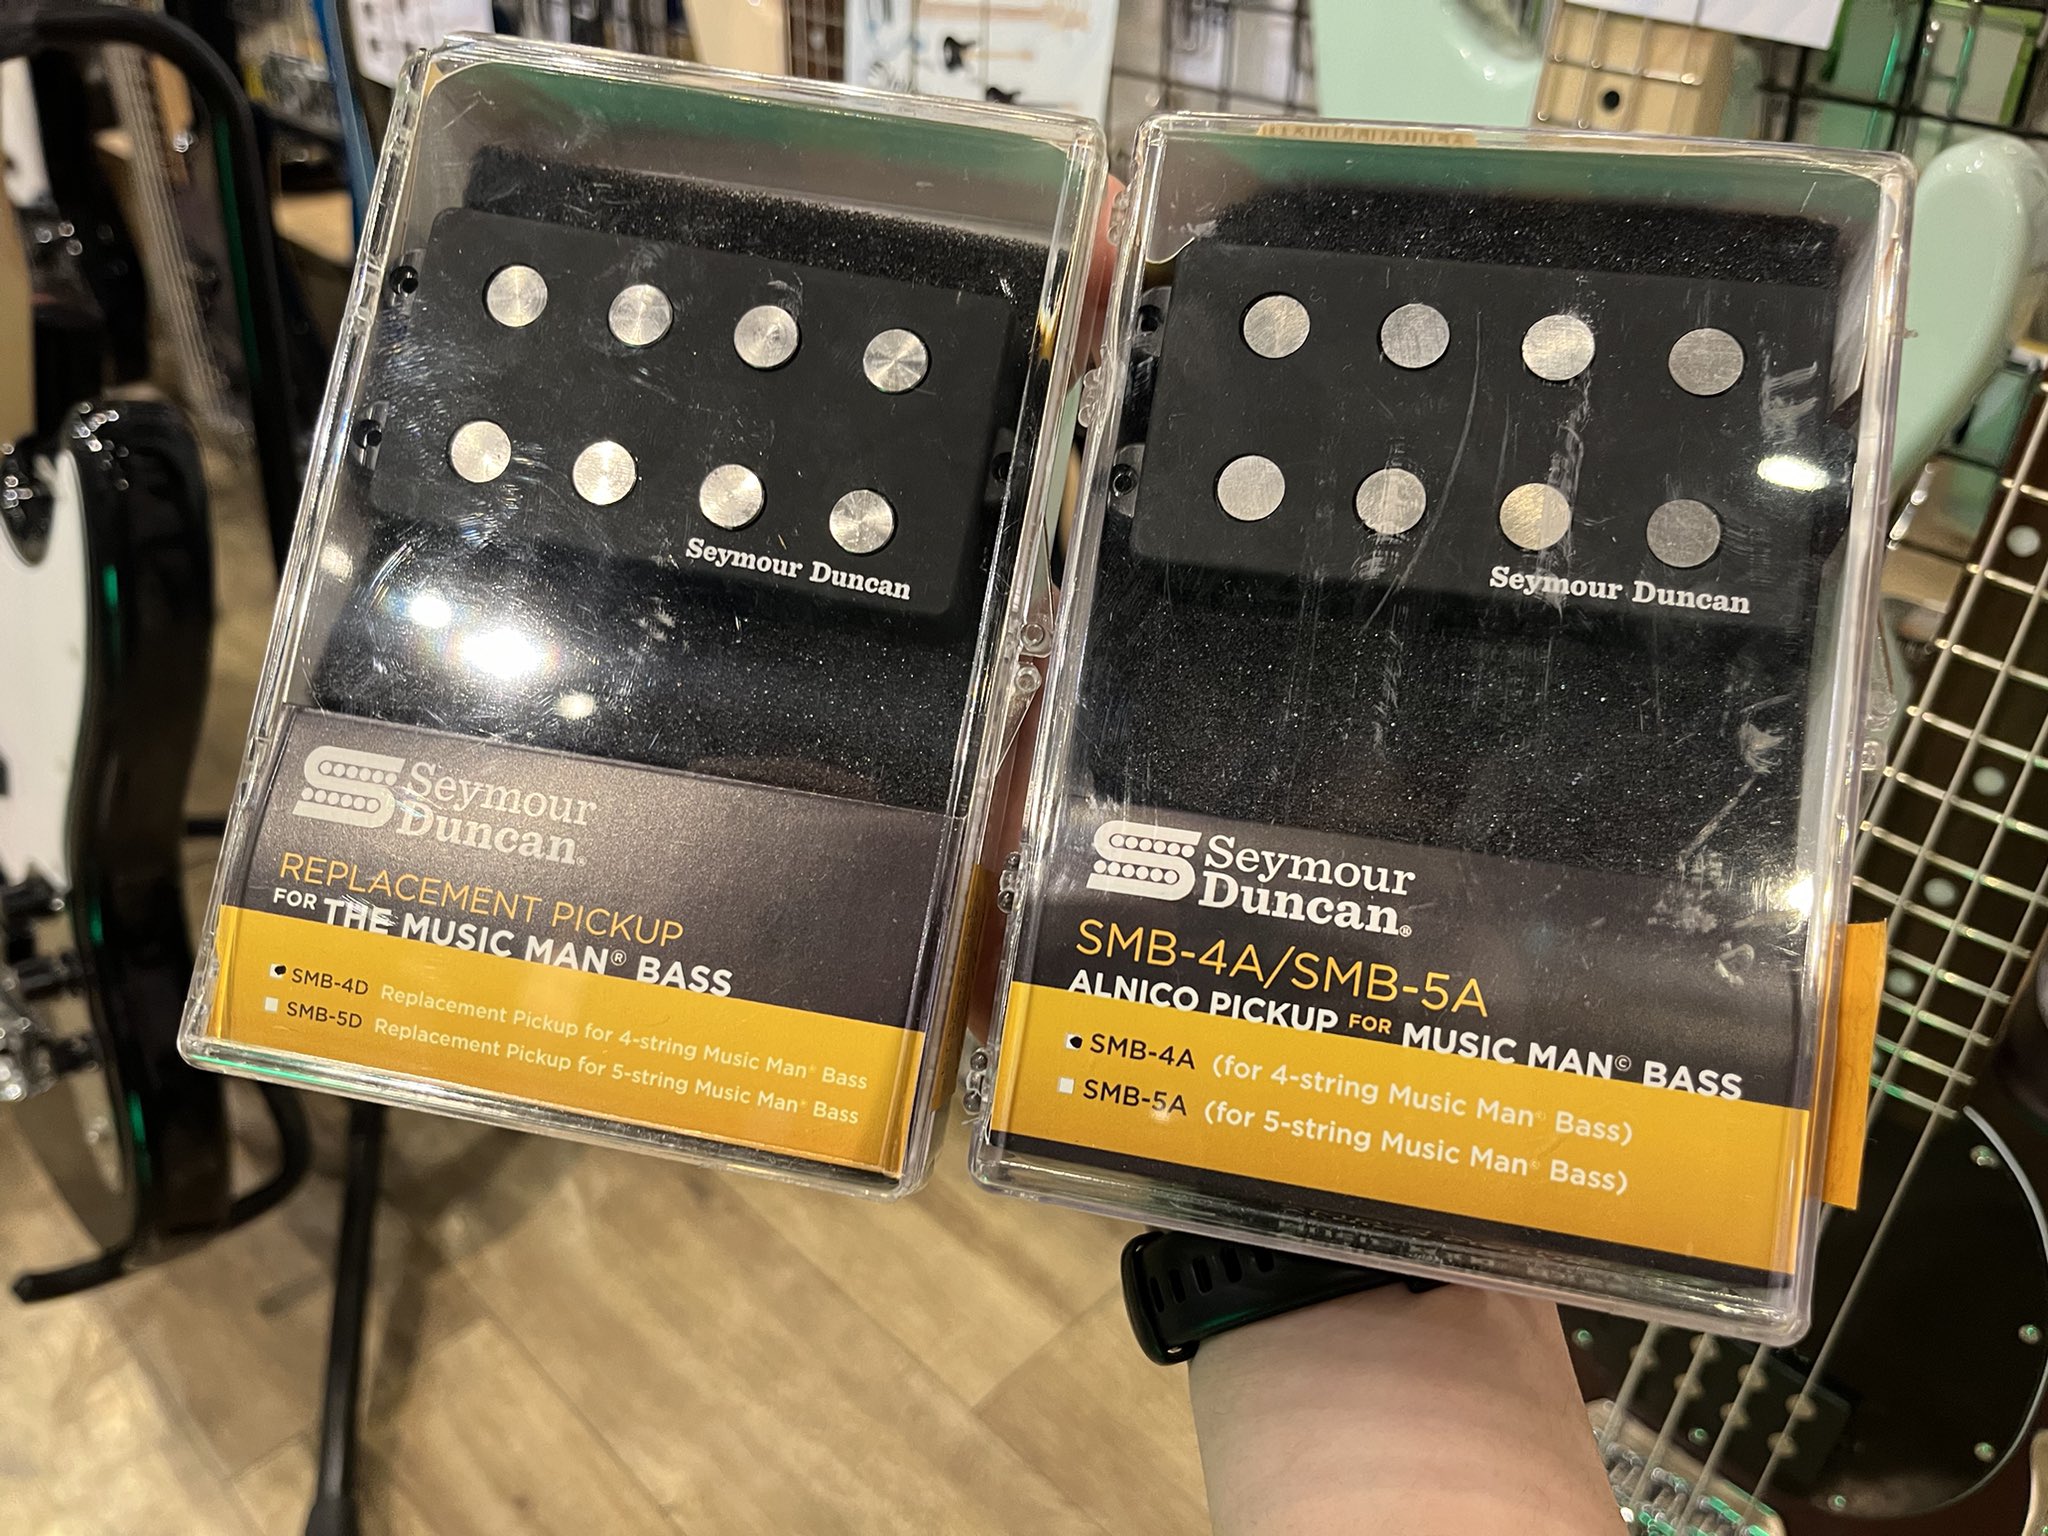 Seymour Duncan
Seymour
Duncan®
REPLACEMENT PICKUP
FOR THE MUSIC MAN® BASS
SMB-4D Replacement Pickup for 4-string Music Man® Bass
SMB-5D Replacement Pickup for 5-string Music Man® Bass
Seymour Duncan
Seymour
Duncan®
SMB-4A/SMB-5A
ALNICO PICKUP FOR MUSIC MAN© BASS
SMB-4A (for 4-string Music Man® Bass)
SMB-5A (for 5-string Music Man® Bass)